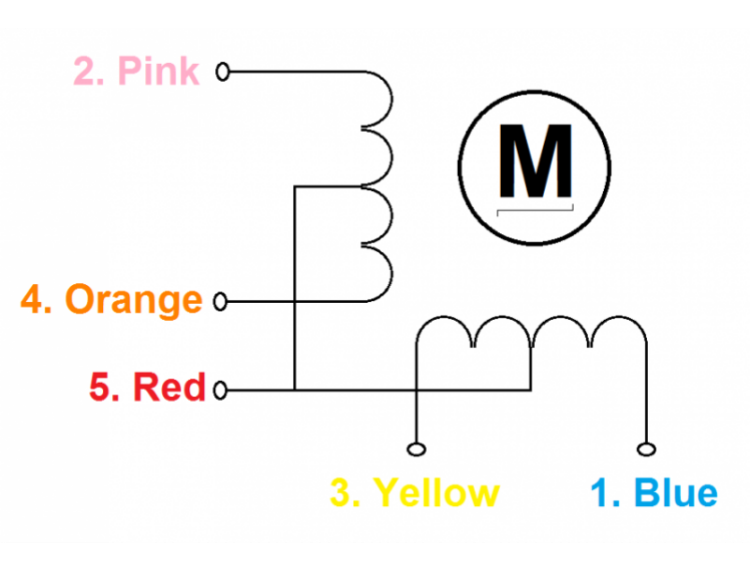 2. Pink
M
4. Orange
5. Red
3. Yellow
1. Blue